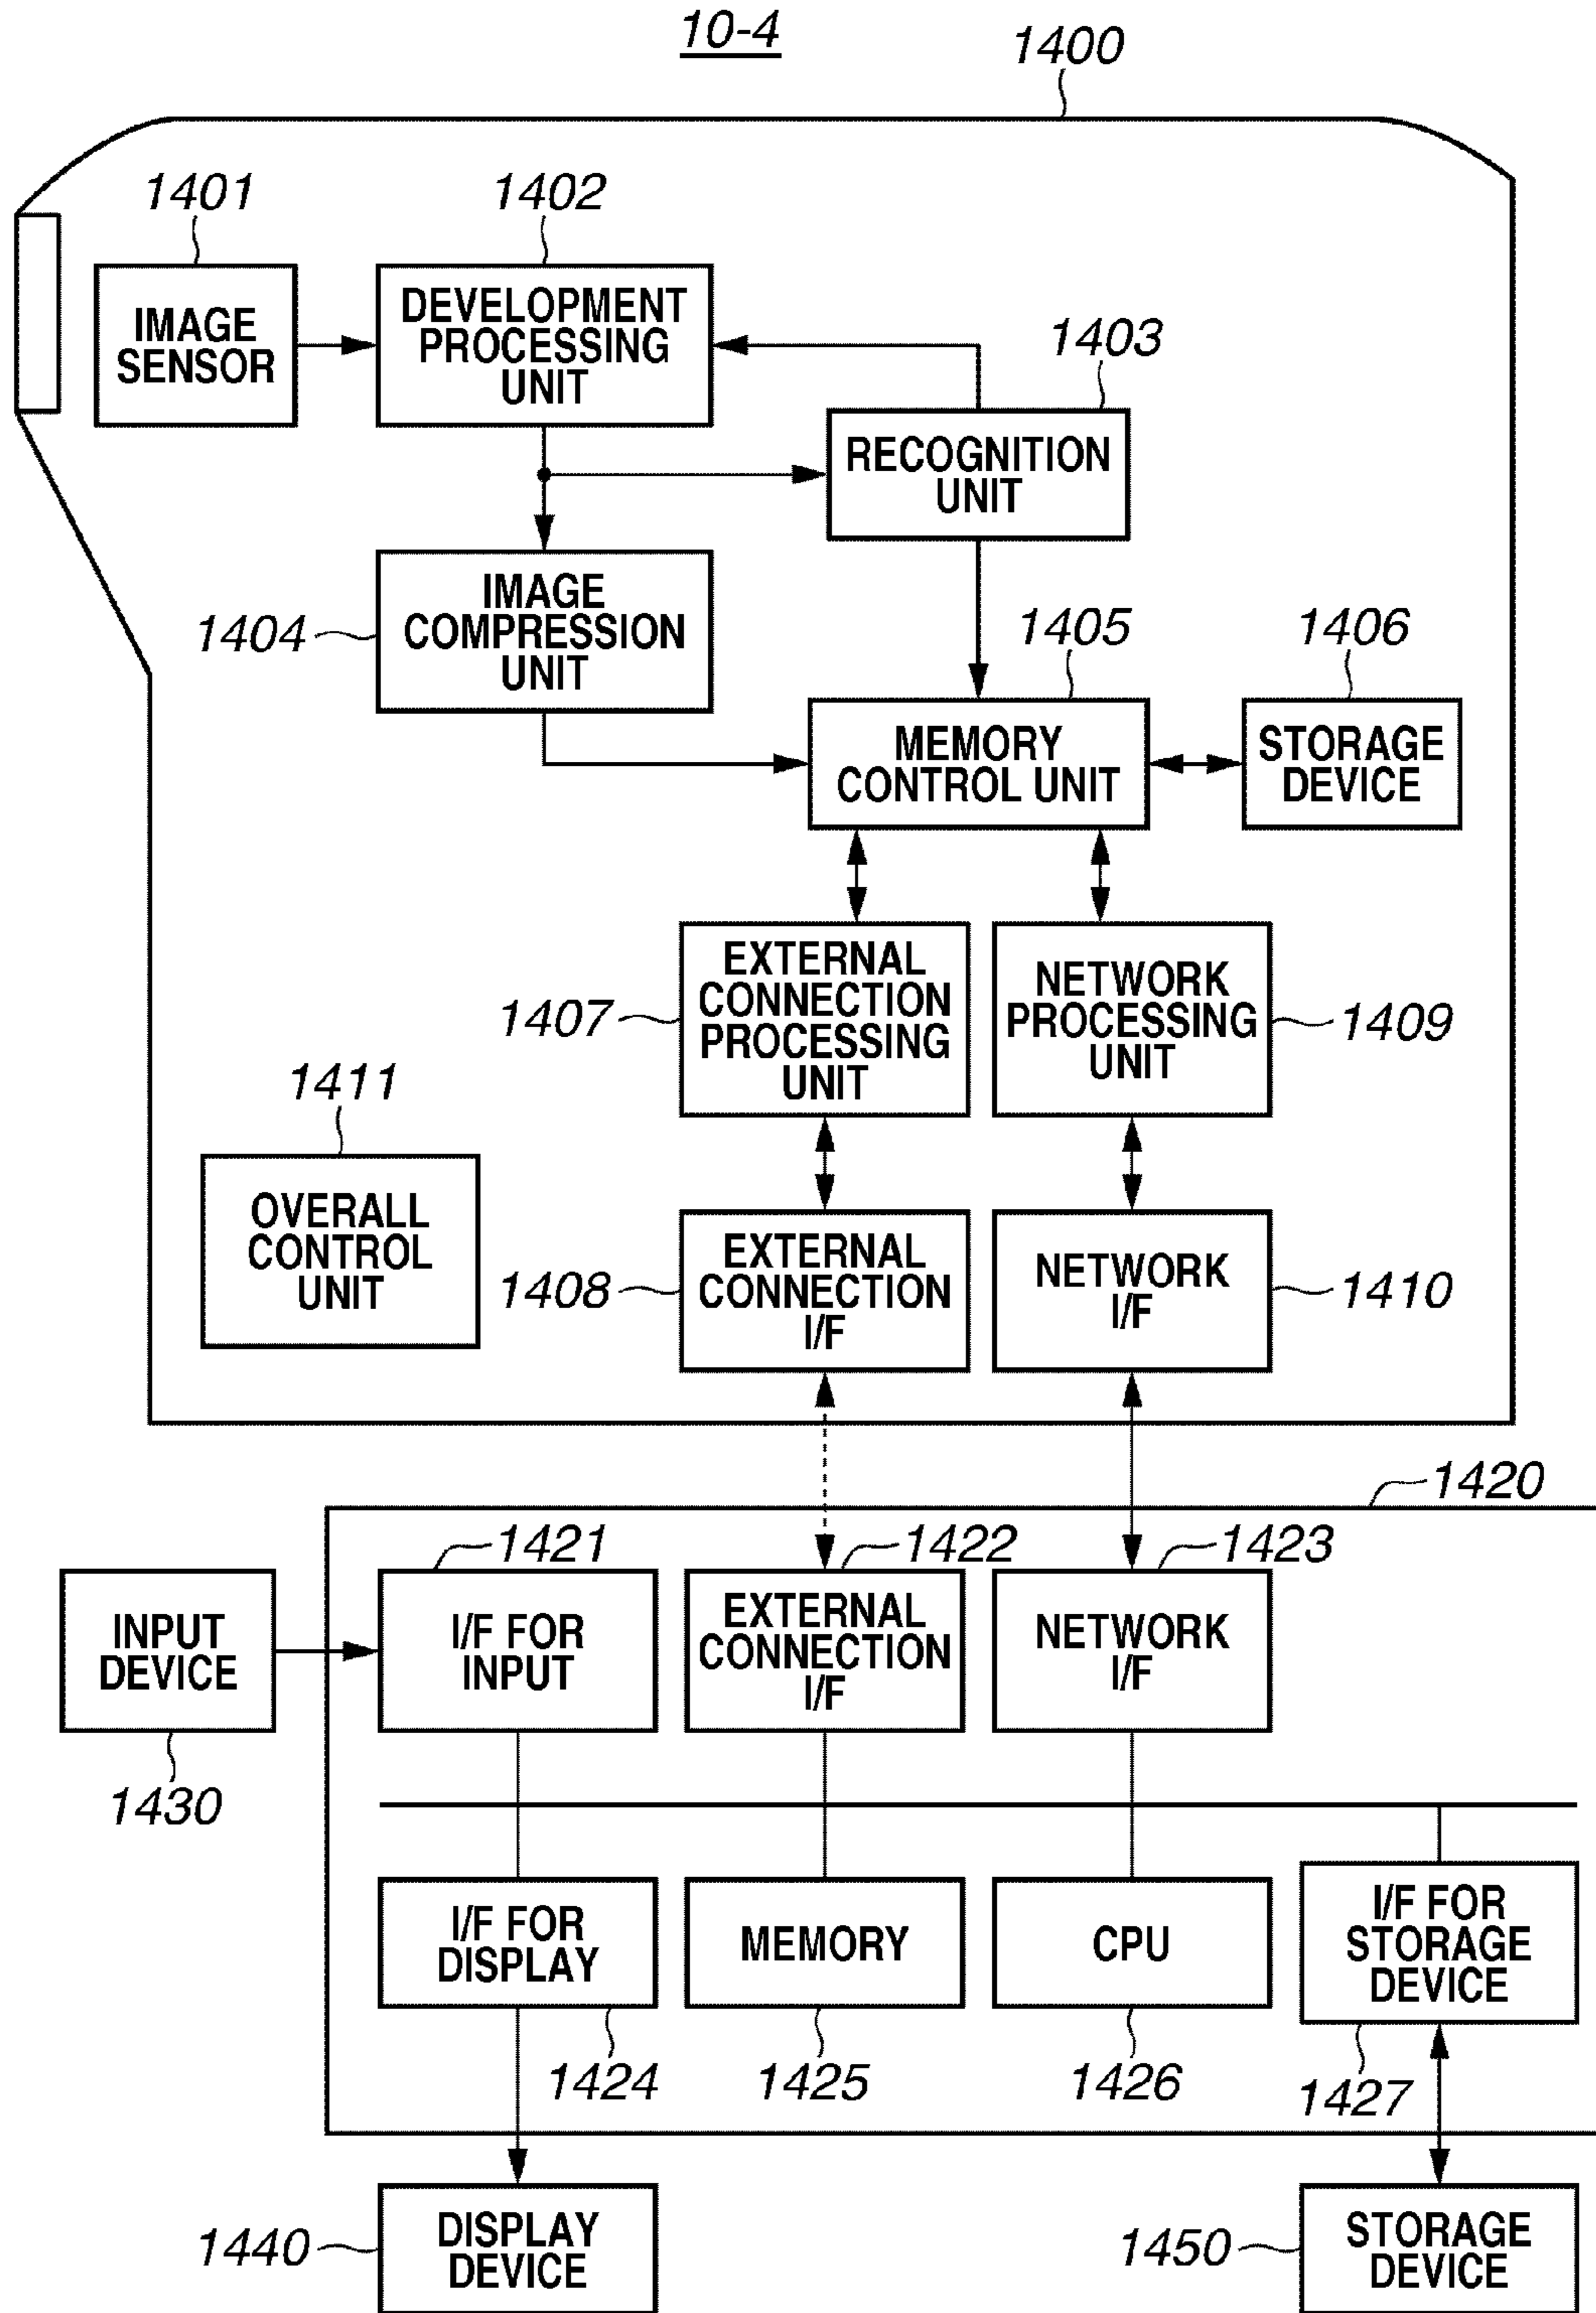 10-4
1400
1401
1402
IMAGE
SENSOR
DEVELOPMENT
PROCESSING
UNIT
1403
RECOGNITION
UNIT
1404
IMAGE
COMPRESSION
UNIT
1405
1406
MEMORY
CONTROL UNIT
STORAGE
DEVICE
1407
EXTERNAL
CONNECTION
PROCESSING
UNIT
NETWORK
PROCESSING
UNIT
1409
1411
OVERALL
CONTROL
UNIT
1408
EXTERNAL
CONNECTION
I/F
NETWORK
I/F
1410
1420
1421
1422
1423
INPUT
DEVICE
I/F FOR
INPUT
EXTERNAL
CONNECTION
I/F
NETWORK
I/F
1430
I/F FOR
DISPLAY
MEMORY
CPU
I/F FOR
STORAGE
DEVICE
1424
1425
1426
1427
1440
DISPLAY
DEVICE
1450
STORAGE
DEVICE